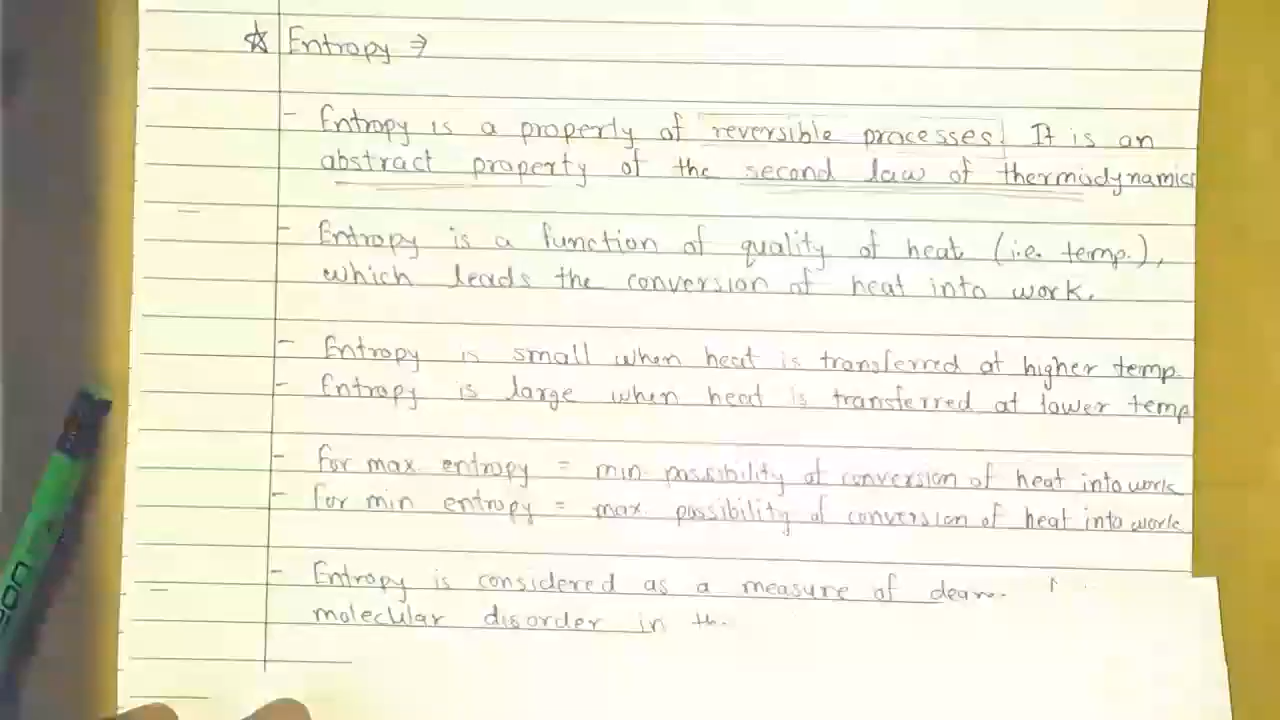 ☆ Entropy ⇒
- Entropy is a property of reversible processes. It is an
abstract property of the second law of thermodynamics
- Entropy is a function of quality of heat (i.e. temp.),
which leads the conversion of heat into work.
- Entropy is small when heat is transferred at higher temp.
- Entropy is large when heat is transferred at lower temp
- for max. entropy = min. possibility of conversion of heat into work
- for min entropy = max. possibility of conversion of heat into work
- Entropy is considered as a measure of
molecular disorder in